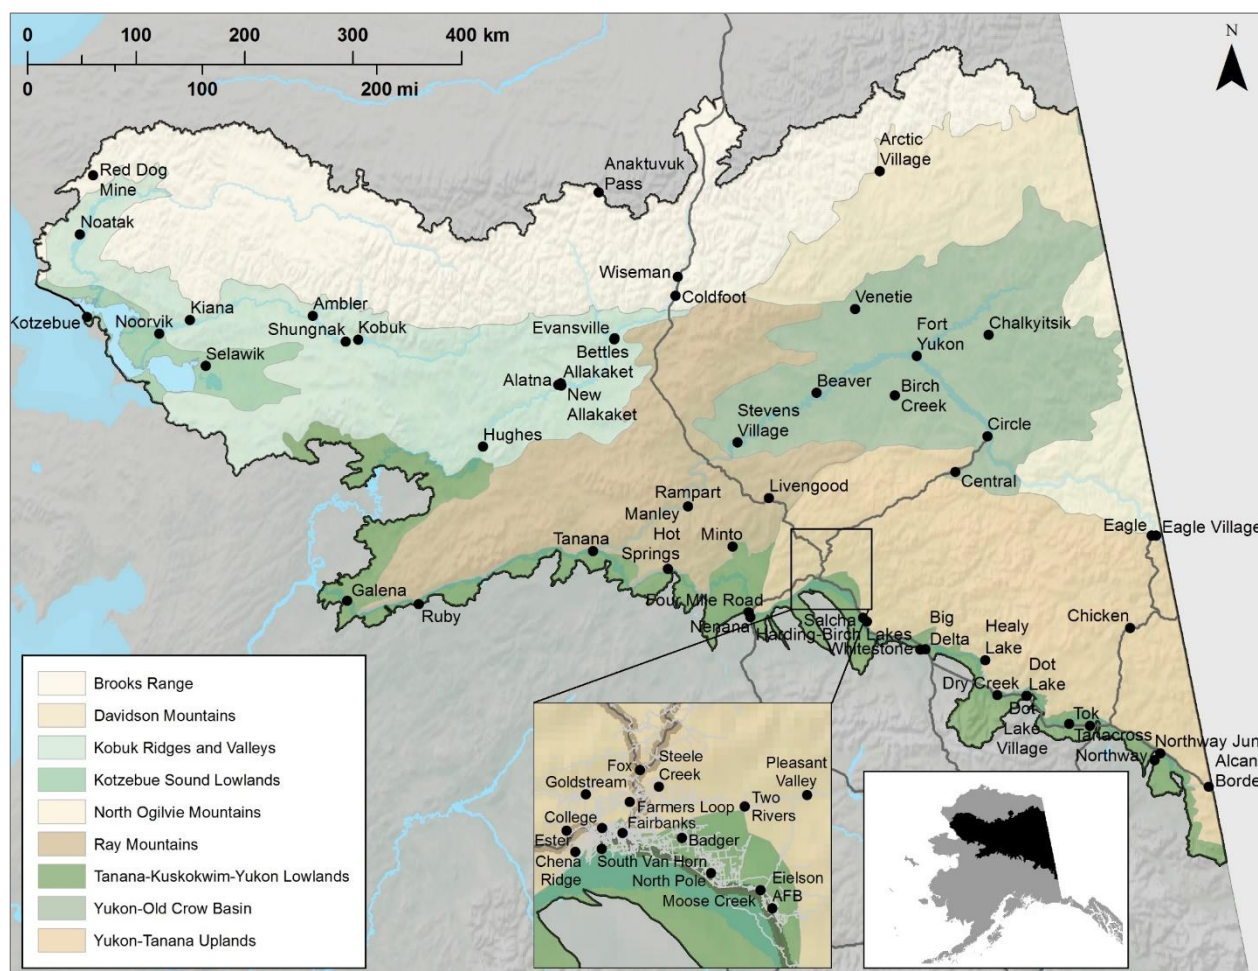 0 100 200 300 400 km
0 100 200 mi
N
Arctic
Village
Anaktuvuk
Pass
Red Dog
Mine
Noatak
Wiseman
Coldfoot
Kotzebue
Noorvik
Kiana
Ambler
Shungnak
Kobuk
Selawik
Evansville
Bettles
Alatna
Allakaket
New
Allakaket
Hughes
Venetie
Fort
Yukon
Chalkyitsik
Beaver
Birch
Creek
Stevens
Village
Circle
Central
Livengood
Rampart
Manley
Hot
Springs
Minto
Tanana
Eagle
Eagle Village
Galena
Ruby
Four Mile Road
Nenana
Salcha
Harding-Birch Lakes
Whitestone
Big
Delta
Healy
Lake
Chicken
Dry Creek
Dot
Lake
Dot
Lake
Village
Tok
Tanacross
Northway
Northway Jun
Alcan
Borde
Brooks Range
Davidson Mountains
Kobuk Ridges and Valleys
Kotzebue Sound Lowlands
North Ogilvie Mountains
Ray Mountains
Tanana-Kuskokwim-Yukon Lowlands
Yukon-Old Crow Basin
Yukon-Tanana Uplands
Fox
Steele
Creek
Pleasant
Valley
Goldstream
Farmers Loop
Two
Rivers
College
Fairbanks
Ester
Badger
Chena
Ridge
South Van Horn
North Pole
Moose Creek
Eielson
AFB